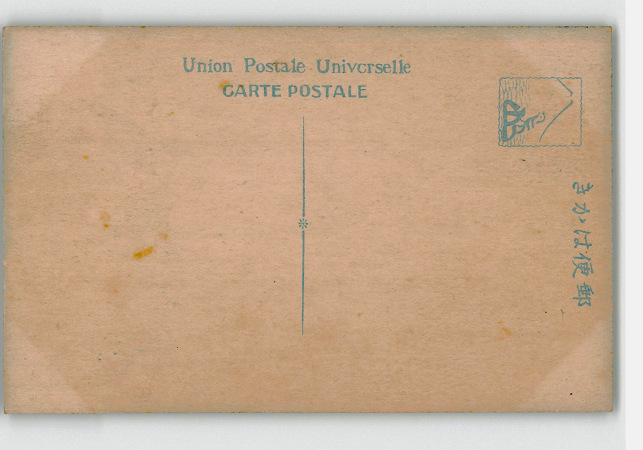 Union Postale Universelle
CARTE POSTALE
きかは便郵